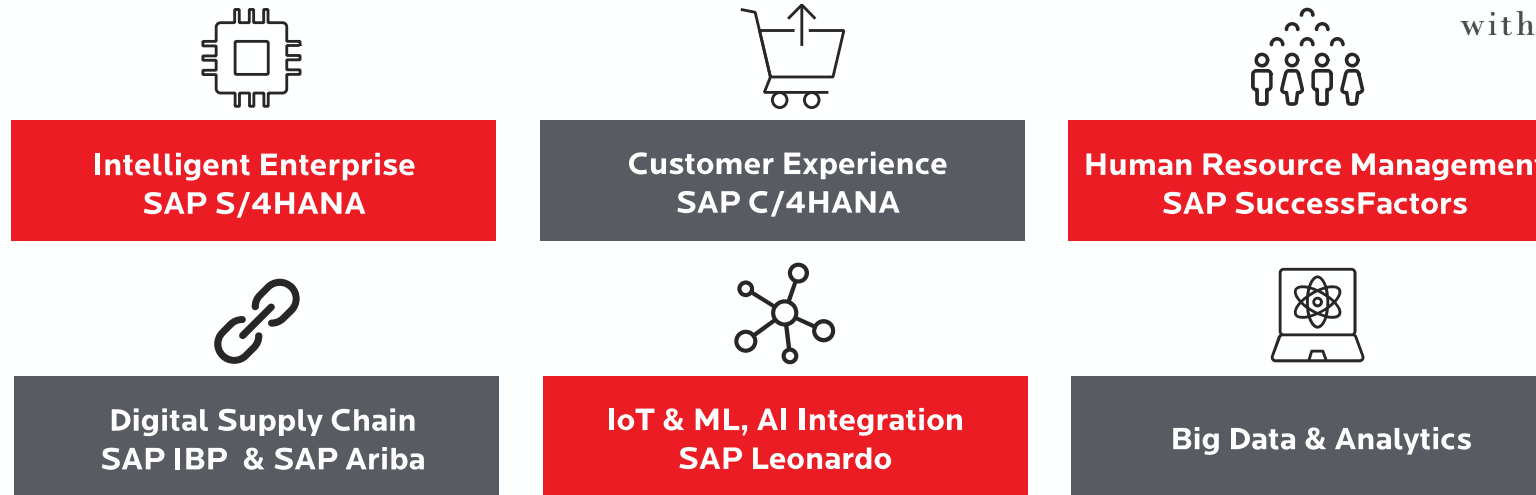 with
Intelligent Enterprise
SAP S/4HANA
Customer Experience
SAP C/4HANA
Human Resource Management
SAP SuccessFactors
Digital Supply Chain
SAP IBP & SAP Ariba
IoT & ML, AI Integration
SAP Leonardo
Big Data & Analytics